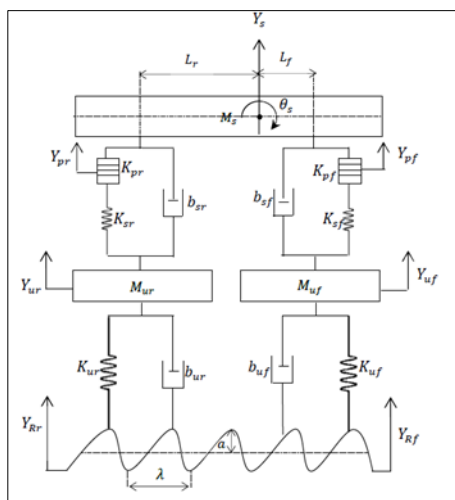 Y_s
L_r L_f
M_s θ_s
Y_pr K_pr K_pf Y_pf
b_sr b_sf
K_sr K_sf
Y_ur M_ur M_uf Y_uf
K_ur b_ur b_uf K_uf
Y_Rr a Y_Rf
λ